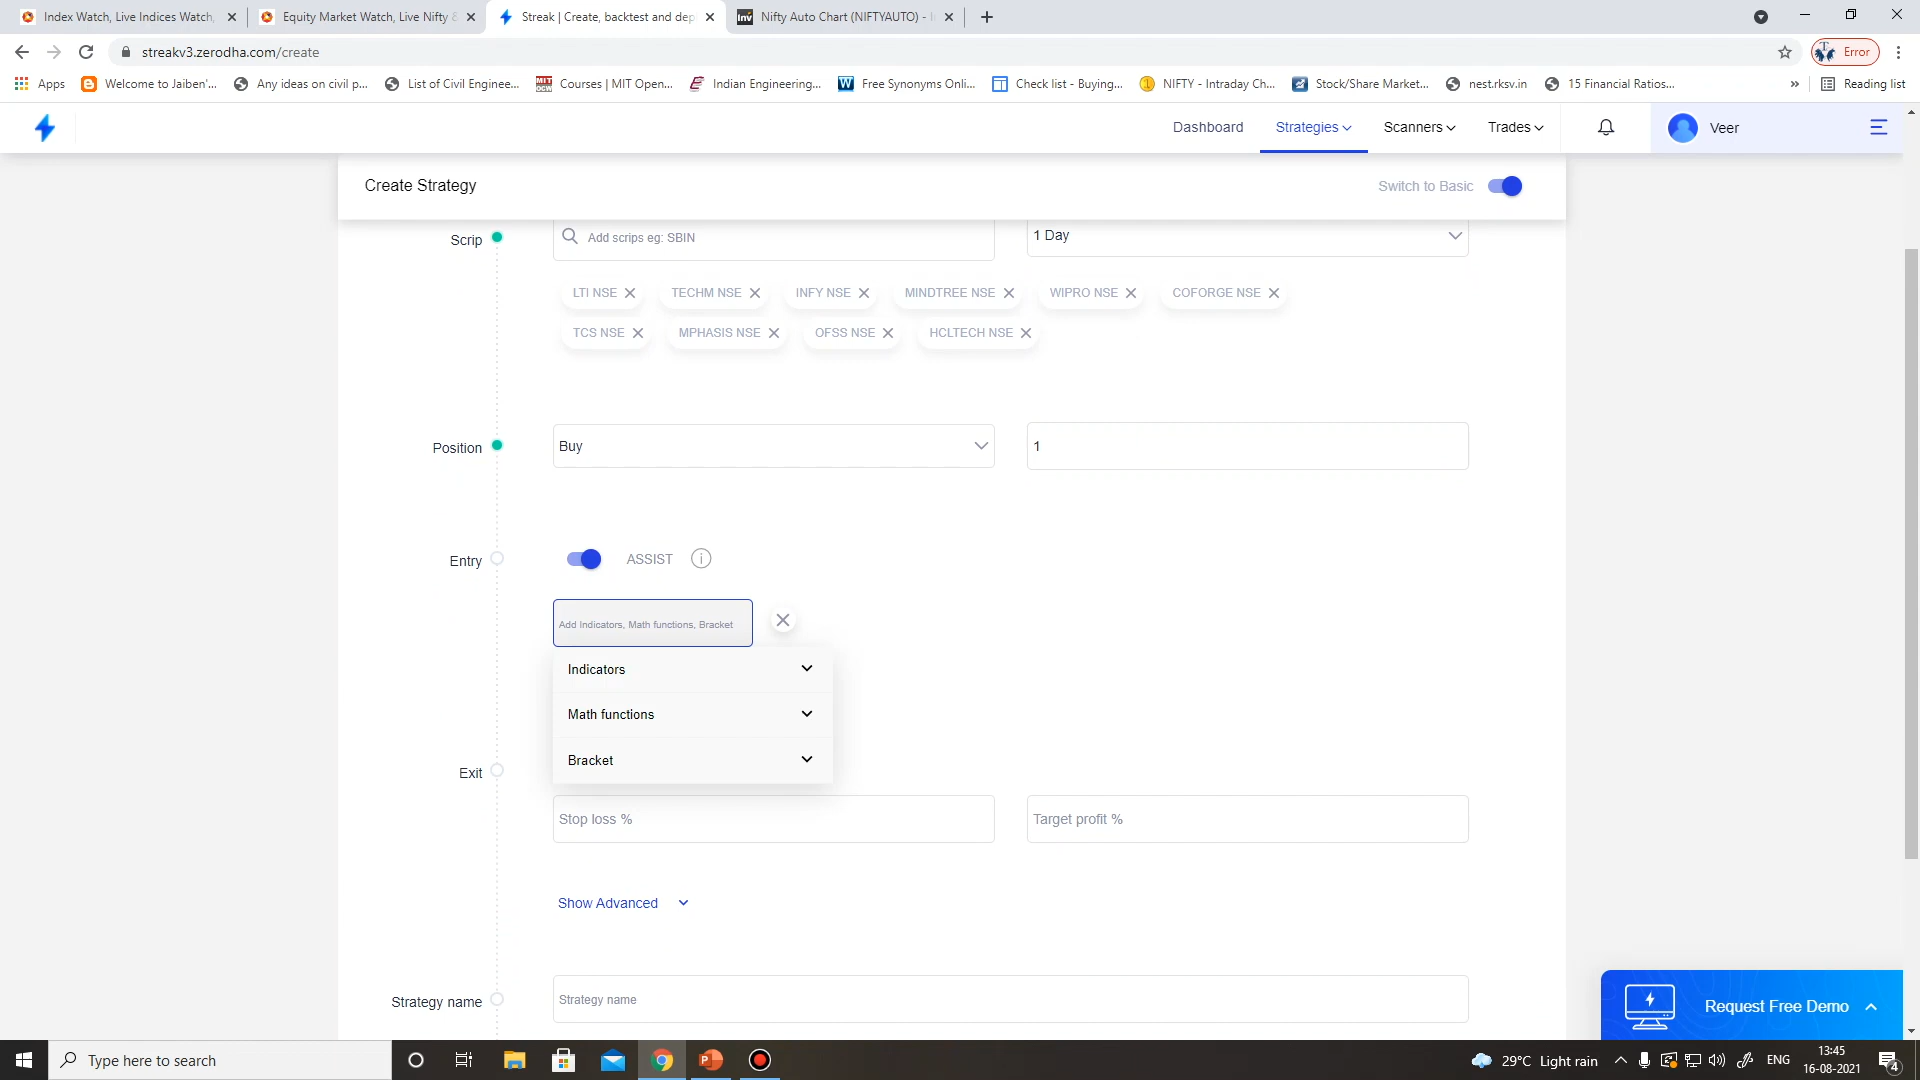 Index Watch, Live Indices Watch,
Equity Market Watch, Live Nifty
Streak | Create, backtest and dep
Nifty Auto Chart (NIFTYAUTO) -
streakv3.zerodha.com/create
Error
Apps
Welcome to Jaiben'...
Any ideas on civil p...
List of Civil Enginee...
Courses | MIT Open...
Indian Engineering...
Free Synonyms Onli...
Check list - Buying...
NIFTY - Intraday Ch...
Stock/Share Market...
nest.rksv.in
15 Financial Ratios...
»
Reading list
Dashboard
Strategies
Scanners
Trades
Veer
Create Strategy
Switch to Basic
Scrip
Add scrips eg: SBIN
1 Day
LTI NSE
TECHM NSE
INFY NSE
MINDTREE NSE
WIPRO NSE
COFORGE NSE
TCS NSE
MPHASIS NSE
OFSS NSE
HCLTECH NSE
Position
Buy
1
Entry
ASSIST
Add Indicators, Math functions, Bracket
Indicators
Math functions
Bracket
Exit
Stop loss %
Target profit %
Show Advanced
Strategy name
Strategy name
Request Free Demo
Type here to search
29°C Light rain
ENG
13:45
16-08-2021
4